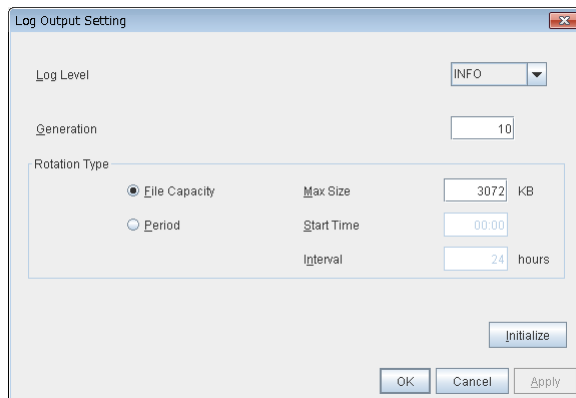 Log Output Setting
Log Level INFO
Generation 10
Rotation Type
File Capacity Max Size 3072 KB
Period Start Time 00:00
Interval 24 hours
Initialize
OK Cancel Apply